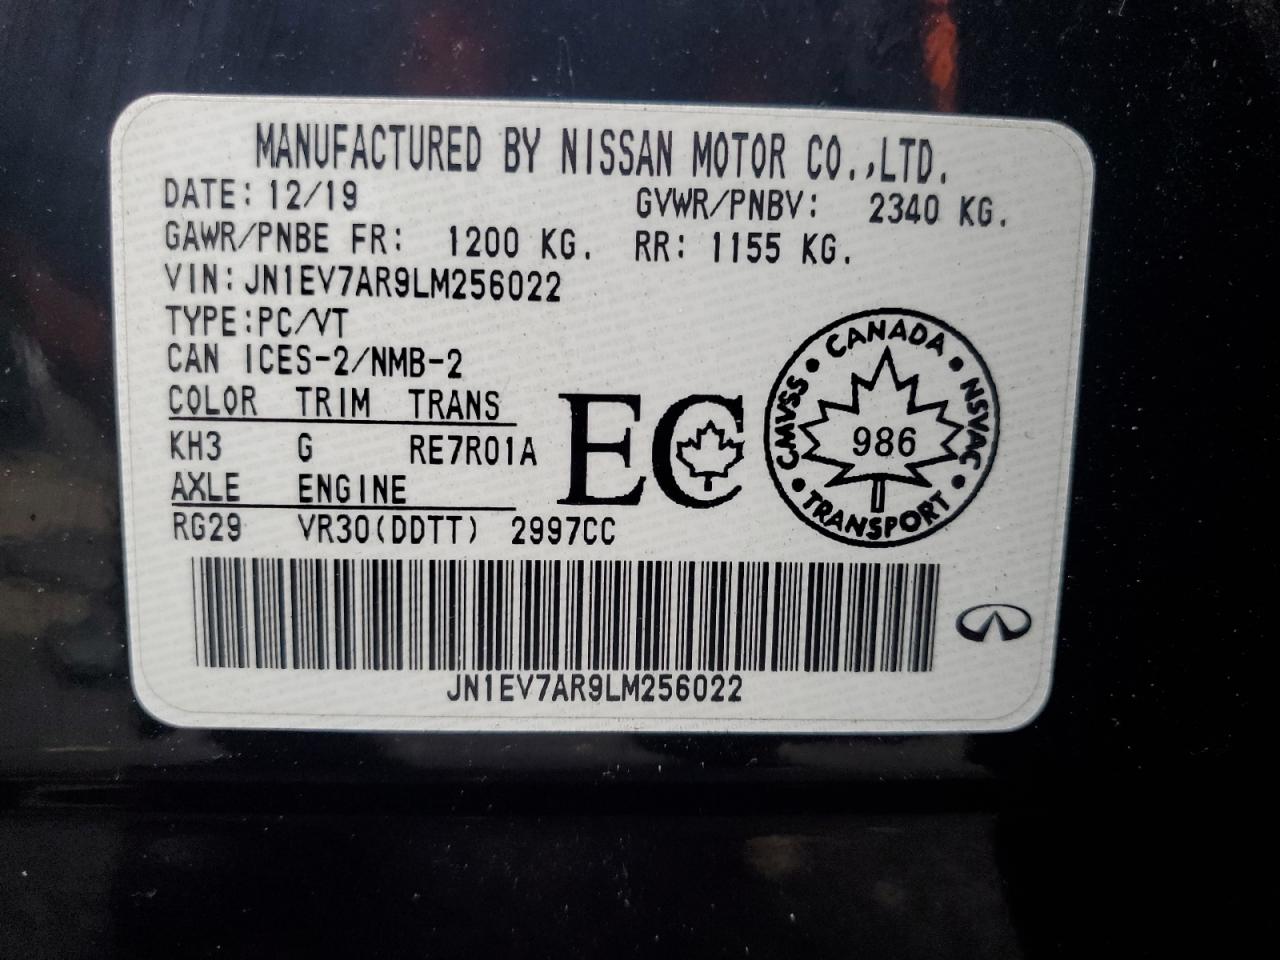 MANUFACTURED BY NISSAN MOTOR CO.,LTD.
DATE: 12/19 GVWR/PNBV: 2340 KG.
GAWR/PNBE FR: 1200 KG. RR: 1155 KG.
VIN: JN1EV7AR9LM256022
TYPE:PC/VT
CAN ICES-2/NMB-2
COLOR TRIM TRANS
KH3 G RE7R01A
AXLE ENGINE
RG29 VR30(DDTT) 2997CC
EC
CANADA • NSVAC • TRANSPORT • CMVSS •
986
JN1EV7AR9LM256022